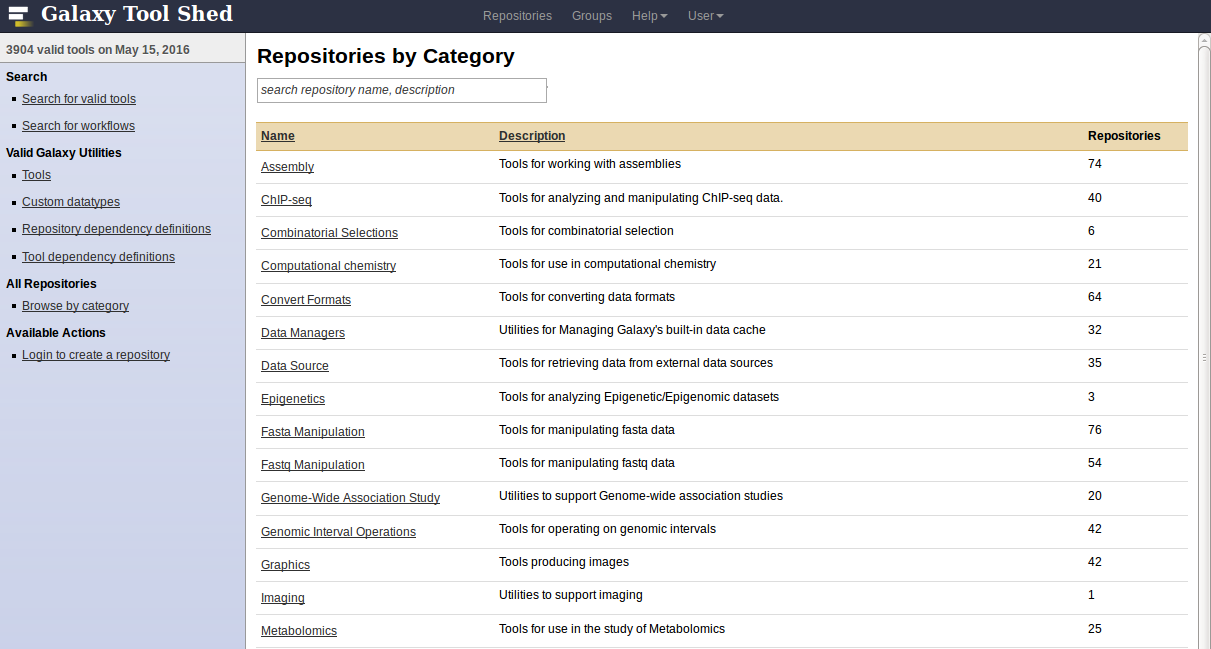 Galaxy Tool Shed
Repositories Groups Help User
3904 valid tools on May 15, 2016
Search
Search for valid tools
Search for workflows
Valid Galaxy Utilities
Tools
Custom datatypes
Repository dependency definitions
Tool dependency definitions
All Repositories
Browse by category
Available Actions
Login to create a repository
Repositories by Category
search repository name, description
Name Description Repositories
Assembly Tools for working with assemblies 74
ChIP-seq Tools for analyzing and manipulating ChIP-seq data. 40
Combinatorial Selections Tools for combinatorial selection 6
Computational chemistry Tools for use in computational chemistry 21
Convert Formats Tools for converting data formats 64
Data Managers Utilities for Managing Galaxy's built-in data cache 32
Data Source Tools for retrieving data from external data sources 35
Epigenetics Tools for analyzing Epigenetic/Epigenomic datasets 3
Fasta Manipulation Tools for manipulating fasta data 76
Fastq Manipulation Tools for manipulating fastq data 54
Genome-Wide Association Study Utilities to support Genome-wide association studies 20
Genomic Interval Operations Tools for operating on genomic intervals 42
Graphics Tools producing images 42
Imaging Utilities to support imaging 1
Metabolomics Tools for use in the study of Metabolomics 25